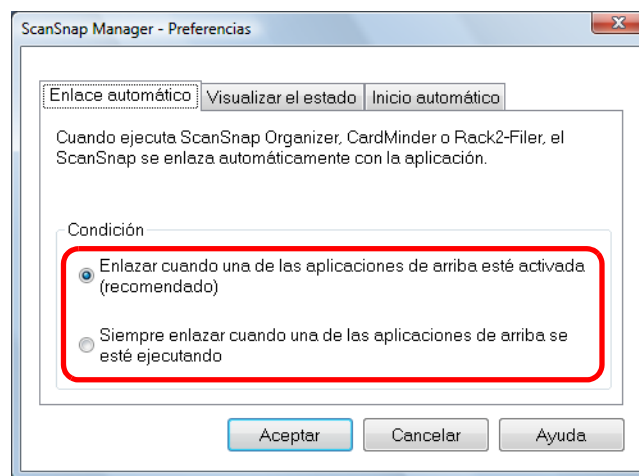 ScanSnap Manager - Preferencias
Enlace automático
Visualizar el estado
Inicio automático
Cuando ejecuta ScanSnap Organizer, CardMinder o Rack2-Filer, el
ScanSnap se enlaza automáticamente con la aplicación.
Condición
Enlazar cuando una de las aplicaciones de arriba esté activada
(recomendado)
Siempre enlazar cuando una de las aplicaciones de arriba se
esté ejecutando
Aceptar
Cancelar
Ayuda